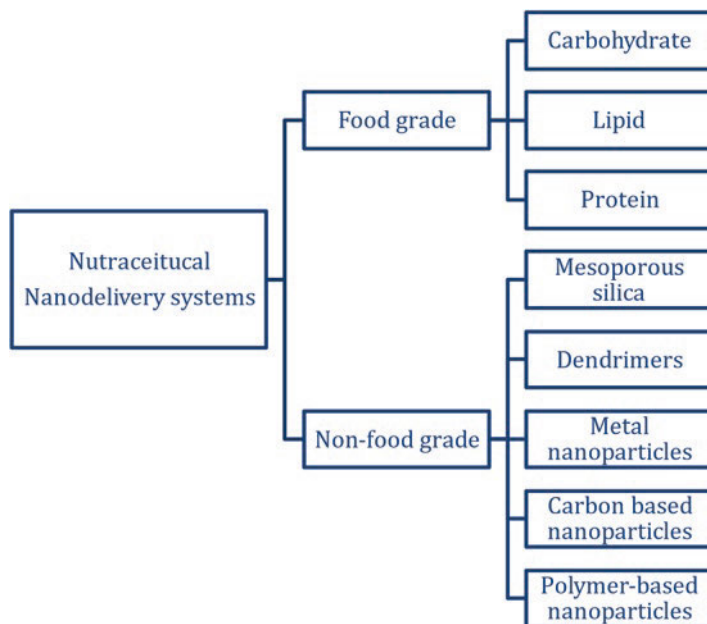 Nutraceitucal
Nanodelivery systems
Food grade
Carbohydrate
Lipid
Protein
Non-food grade
Mesoporous
silica
Dendrimers
Metal
nanoparticles
Carbon based
nanoparticles
Polymer-based
nanoparticles